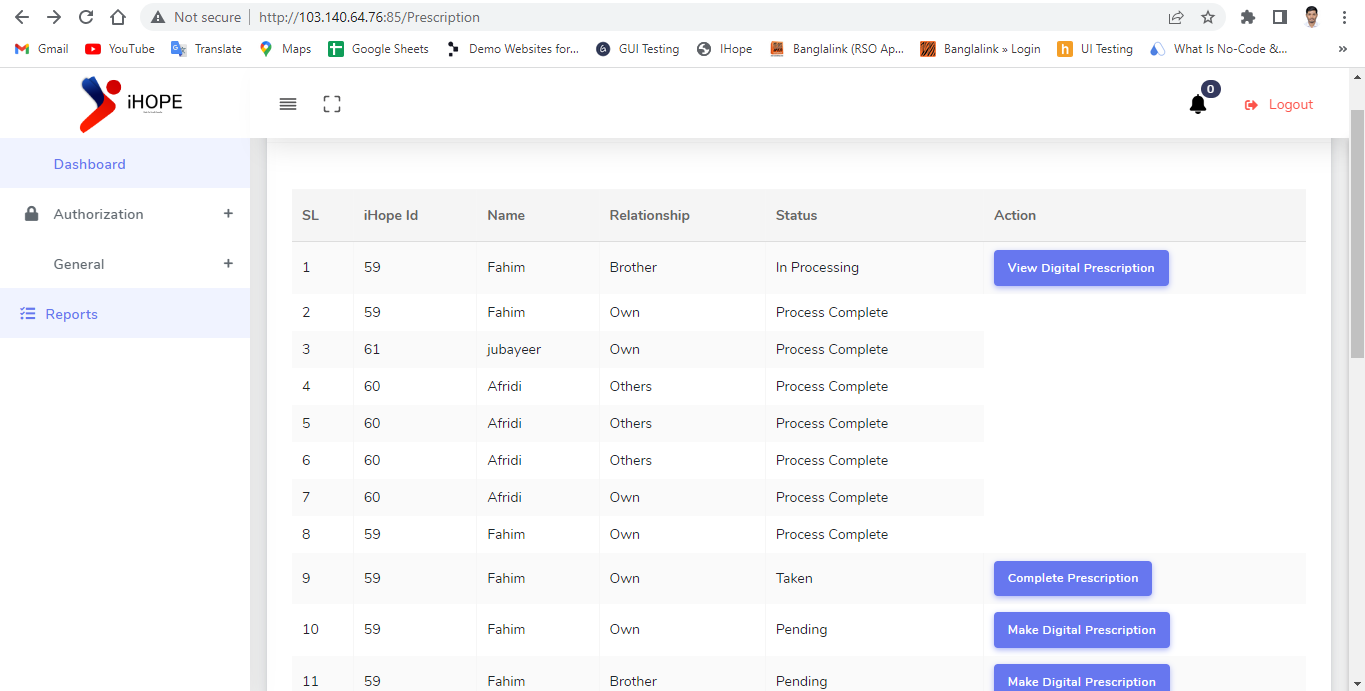 Not secure | http://103.140.64.76:85/Prescription
Gmail YouTube Translate Maps Google Sheets Demo Websites for... GUI Testing IHope Banglalink (RSO Ap... Banglalink » Login UI Testing What Is No-Code &... »
iHOPE
0
Logout
Dashboard
Authorization +
General +
Reports
SL iHope Id Name Relationship Status Action
1 59 Fahim Brother In Processing View Digital Prescription
2 59 Fahim Own Process Complete
3 61 jubayeer Own Process Complete
4 60 Afridi Others Process Complete
5 60 Afridi Others Process Complete
6 60 Afridi Others Process Complete
7 60 Afridi Own Process Complete
8 59 Fahim Own Process Complete
9 59 Fahim Own Taken Complete Prescription
10 59 Fahim Own Pending Make Digital Prescription
11 59 Fahim Brother Pending Make Digital Prescription